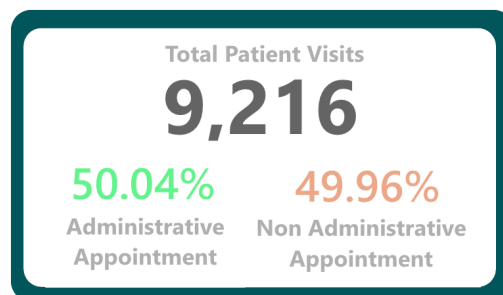 Total Patient Visits
9,216
50.04% 49.96%
Administrative Non Administrative
Appointment Appointment